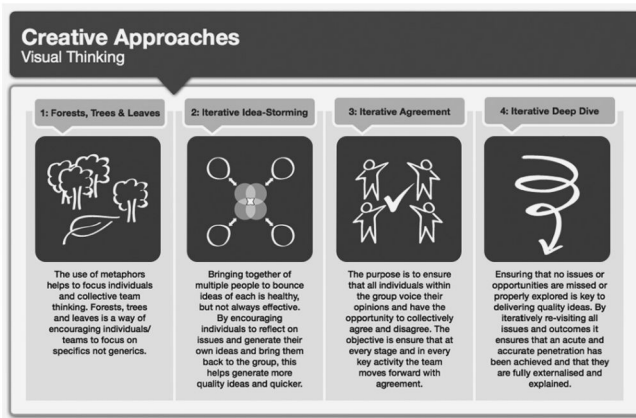 Creative Approaches
Visual Thinking
1: Forests, Trees & Leaves
The use of metaphors
helps to focus individuals
and collective team
thinking. Forests, trees
and leaves is a way of
encouraging individuals/
teams to focus on
specifics not generics.
2: Iterative Idea-Storming
Bringing together of
multiple people to bounce
ideas of each is healthy,
but not always effective.
By encouraging
individuals to reflect on
issues and generate their
own ideas and bring them
back to the group, this
helps generate more
quality ideas and quicker.
3: Iterative Agreement
The purpose is to ensure
that all individuals within
the group voice their
opinions and have the
opportunity to collectively
agree and disagree. The
objective is ensure that at
every stage and in every
key activity the team
moves forward with
agreement.
4: Iterative Deep Dive
Ensuring that no issues or
opportunities are missed or
properly explored is key to
delivering quality ideas. By
iteratively re-visiting all
issues and outcomes it
ensures that an acute and
accurate penetration has
been achieved and that they
are fully externalised and
explained.